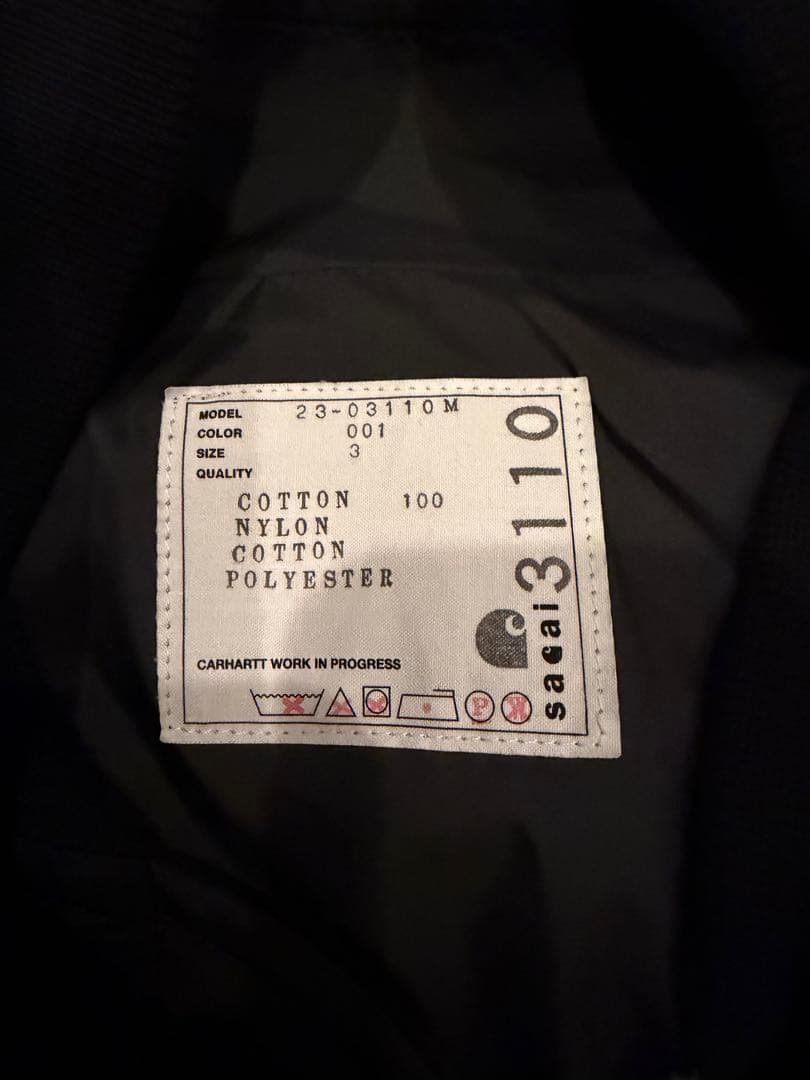 MODEL 23-03110M
COLOR 001
SIZE 3
QUALITY
COTTON 100
NYLON
COTTON
POLYESTER
CARHARTT WORK IN PROGRESS
P
sacai 3110